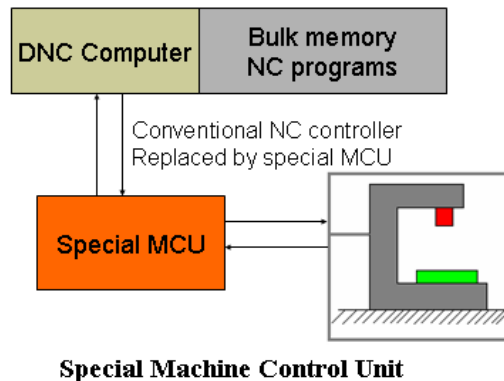 DNC Computer
Bulk memory
NC programs
Conventional NC controller
Replaced by special MCU
Special MCU
Special Machine Control Unit